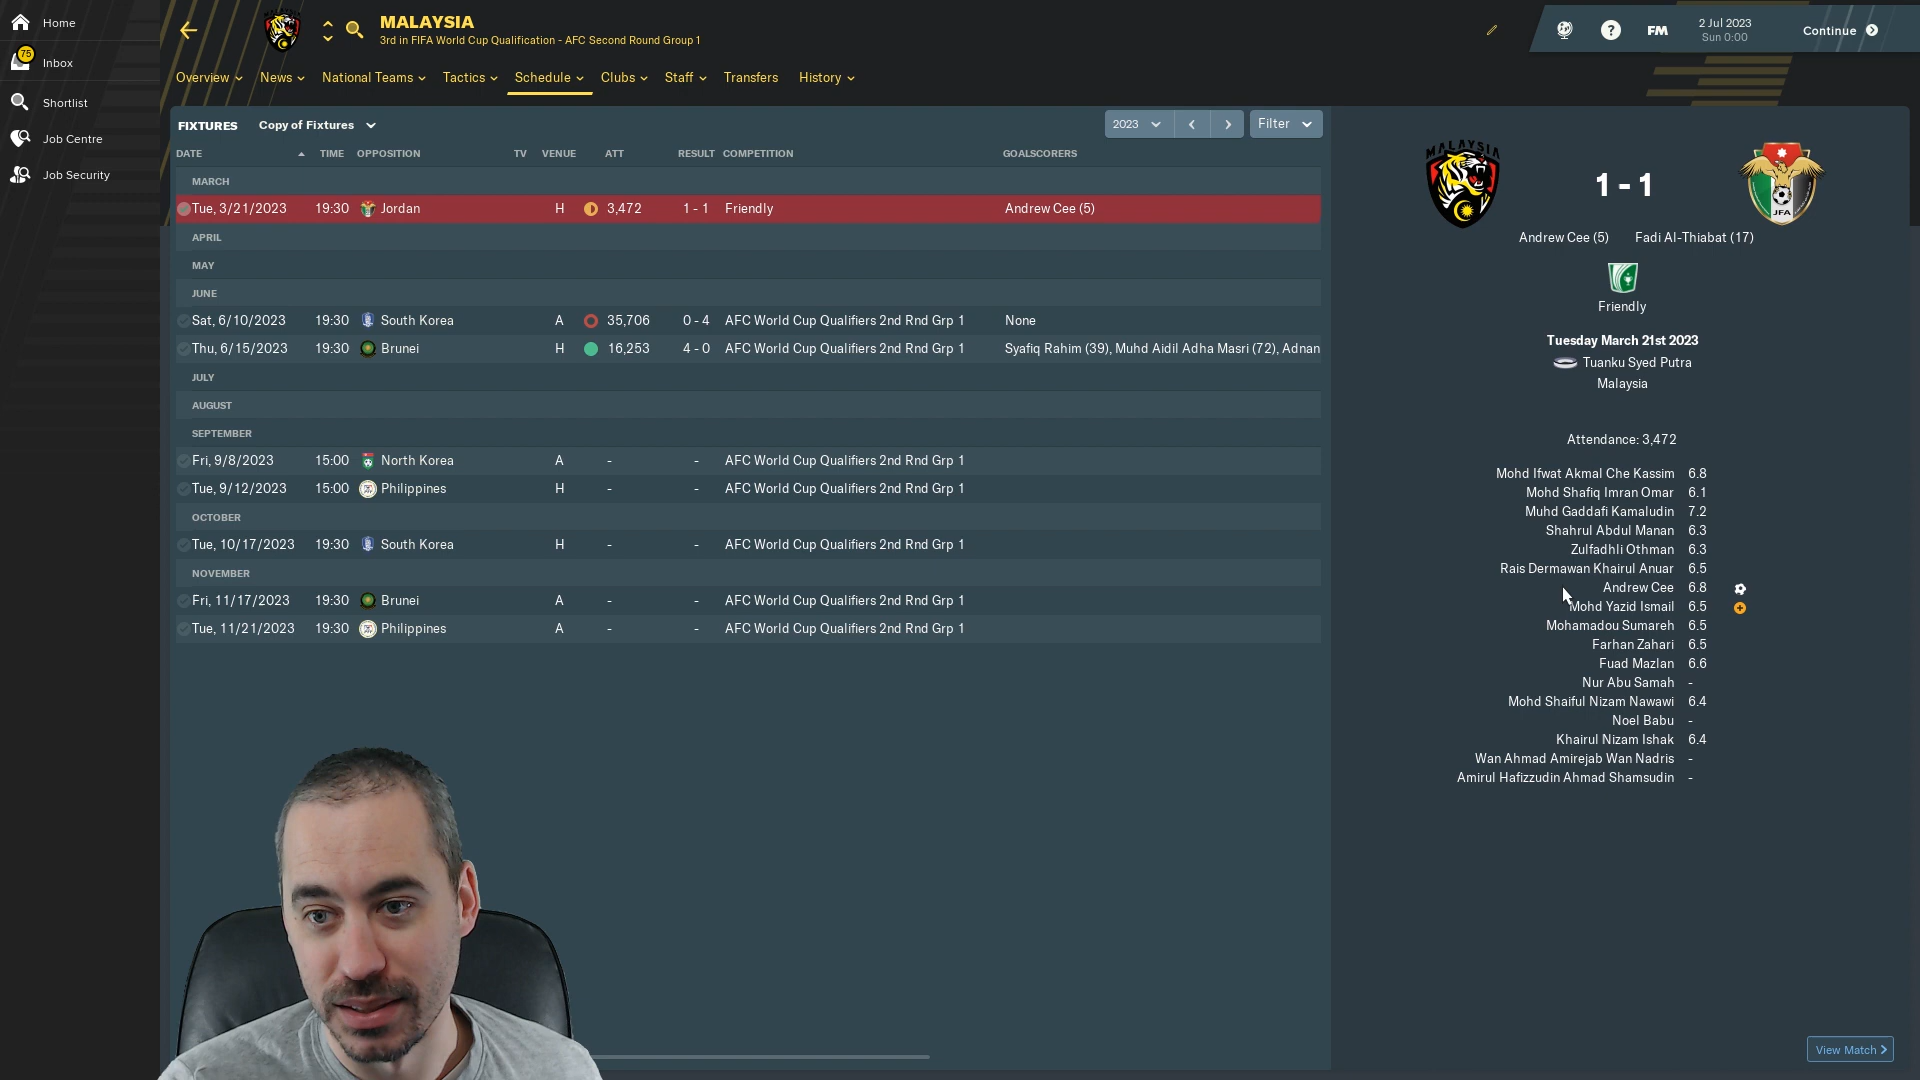 Home
75
Inbox
Shortlist
Job Centre
Job Security
MALAYSIA
3rd in FIFA World Cup Qualification - AFC Second Round Group 1
?
FM
2 Jul 2023
Sun 0:00
Continue
Overview
News
National Teams
Tactics
Schedule
Clubs
Staff
Transfers
History
FIXTURES
Copy of Fixtures
2023
Filter
DATE TIME OPPOSITION TV VENUE ATT RESULT COMPETITION GOALSCORERS
MARCH
Tue, 3/21/2023 19:30 Jordan H 3,472 1 - 1 Friendly Andrew Cee (5)
APRIL
MAY
JUNE
Sat, 6/10/2023 19:30 South Korea A 35,706 0 - 4 AFC World Cup Qualifiers 2nd Rnd Grp 1 None
Thu, 6/15/2023 19:30 Brunei H 16,253 4 - 0 AFC World Cup Qualifiers 2nd Rnd Grp 1 Syafiq Rahim (39), Muhd Aidil Adha Masri (72), Adnan
JULY
AUGUST
SEPTEMBER
Fri, 9/8/2023 15:00 North Korea A - - AFC World Cup Qualifiers 2nd Rnd Grp 1
Tue, 9/12/2023 15:00 Philippines H - - AFC World Cup Qualifiers 2nd Rnd Grp 1
OCTOBER
Tue, 10/17/2023 19:30 South Korea H - - AFC World Cup Qualifiers 2nd Rnd Grp 1
NOVEMBER
Fri, 11/17/2023 19:30 Brunei A - - AFC World Cup Qualifiers 2nd Rnd Grp 1
Tue, 11/21/2023 19:30 Philippines A - - AFC World Cup Qualifiers 2nd Rnd Grp 1
MALAYSIA
1 - 1
JFA
Andrew Cee (5) Fadi Al-Thiabat (17)
Friendly
Tuesday March 21st 2023
Tuanku Syed Putra
Malaysia
Attendance: 3,472
Mohd Ifwat Akmal Che Kassim 6.8
Mohd Shafiq Imran Omar 6.1
Muhd Gaddafi Kamaludin 7.2
Shahrul Abdul Manan 6.3
Zulfadhli Othman 6.3
Rais Dermawan Khairul Anuar 6.5
Andrew Cee 6.8
Mohd Yazid Ismail 6.5
Mohamadou Sumareh 6.5
Farhan Zahari 6.5
Fuad Mazlan 6.6
Nur Abu Samah -
Mohd Shaiful Nizam Nawawi 6.4
Noel Babu -
Khairul Nizam Ishak 6.4
Wan Ahmad Amirejab Wan Nadris -
Amirul Hafizzudin Ahmad Shamsudin -
View Match